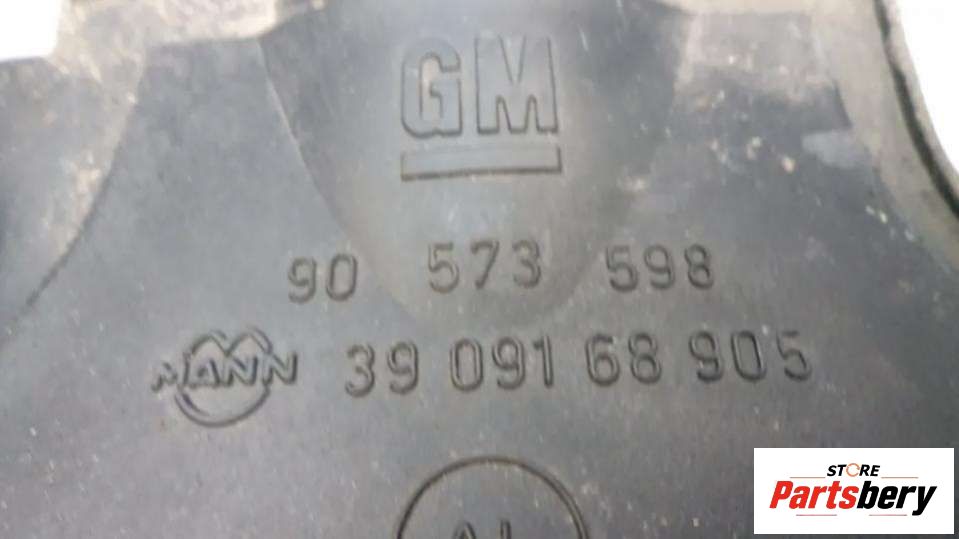 GM
90 573 598
MANN 39 091 68 905
STORE
Partsbery